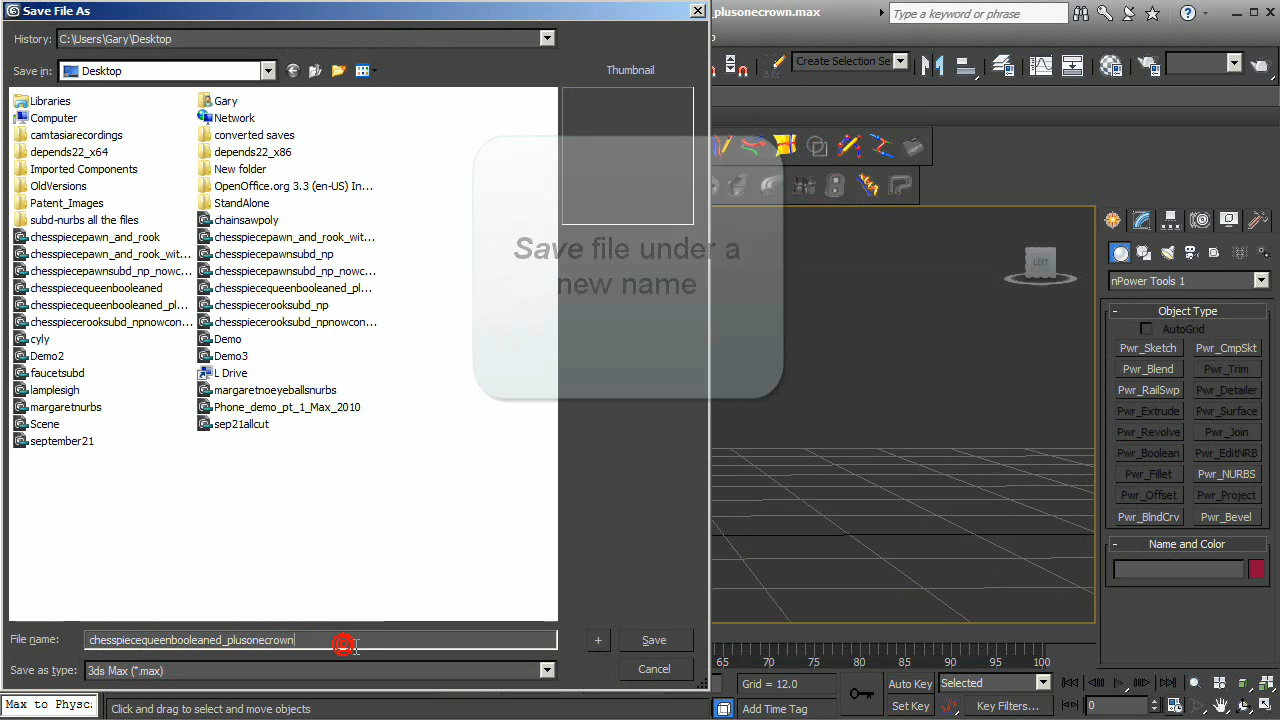 Save File As
_plusonecrown.max
Type a keyword or phrase
History:
C:\Users\Gary\Desktop
Save in:
Desktop
Thumbnail
Create Selection Se
Libraries
Gary
Computer
Network
camtasiarecordings
converted saves
depends22_x64
depends22_x86
Imported Components
New folder
OldVersions
OpenOffice.org 3.3 (en-US) In...
Patent_Images
StandAlone
subd-nurbs all the files
chainsawpoly
chesspiecepawn_and_rook
chesspiecepawn_and_rook_wit...
chesspiecepawn_and_rook_wit...
chesspiecepawnsubd_np
chesspiecepawnsubd_np_nowc...
chesspiecepawnsubd_np_nowc...
chesspiecequeenbooleaned
chesspiecequeenbooleaned_pl...
chesspiecequeenbooleaned_pl...
chesspiecerooksubd_np
chesspiecerooksubd_npnowcon...
chesspiecerooksubd_npnowcon...
cyly
Demo
Demo2
Demo3
faucetsubd
L Drive
lamplesigh
margaretnoeyeballsnurbs
margaretnurbs
Phone_demo_pt_1_Max_2010
Scene
sep21allcut
september21
Save file under a
new name
LEFT
nPower Tools 1
Object Type
AutoGrid
Pwr_Sketch
Pwr_CmpSkt
Pwr_Blend
Pwr_Trim
Pwr_RailSwp
Pwr_Detailer
Pwr_Extrude
Pwr_Surface
Pwr_Revolve
Pwr_Join
Pwr_Boolean
Pwr_EditNRB
Pwr_Fillet
Pwr_NURBS
Pwr_Offset
Pwr_Project
Pwr_BlndCrv
Pwr_Bevel
Name and Color
File name:
chesspiecequeenbooleaned_plusonecrown
+
Save
Save as type:
3ds Max (*.max)
Cancel
65 70 75 80 85 90 95 100
Grid = 12.0
Auto Key
Selected
Add Time Tag
Set Key
Key Filters...
0
Max to Physc
Click and drag to select and move objects